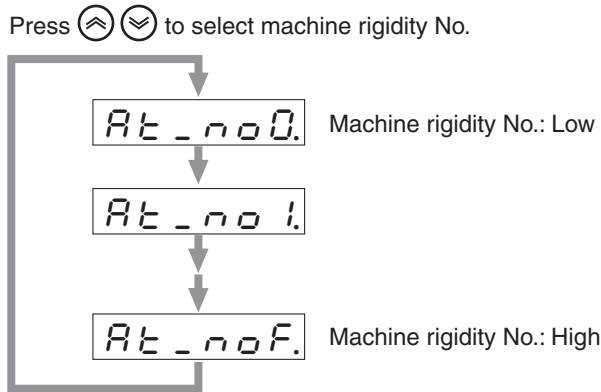 Press to select machine rigidity No.
At_no0. Machine rigidity No.: Low
At_no1.
At_noF. Machine rigidity No.: High